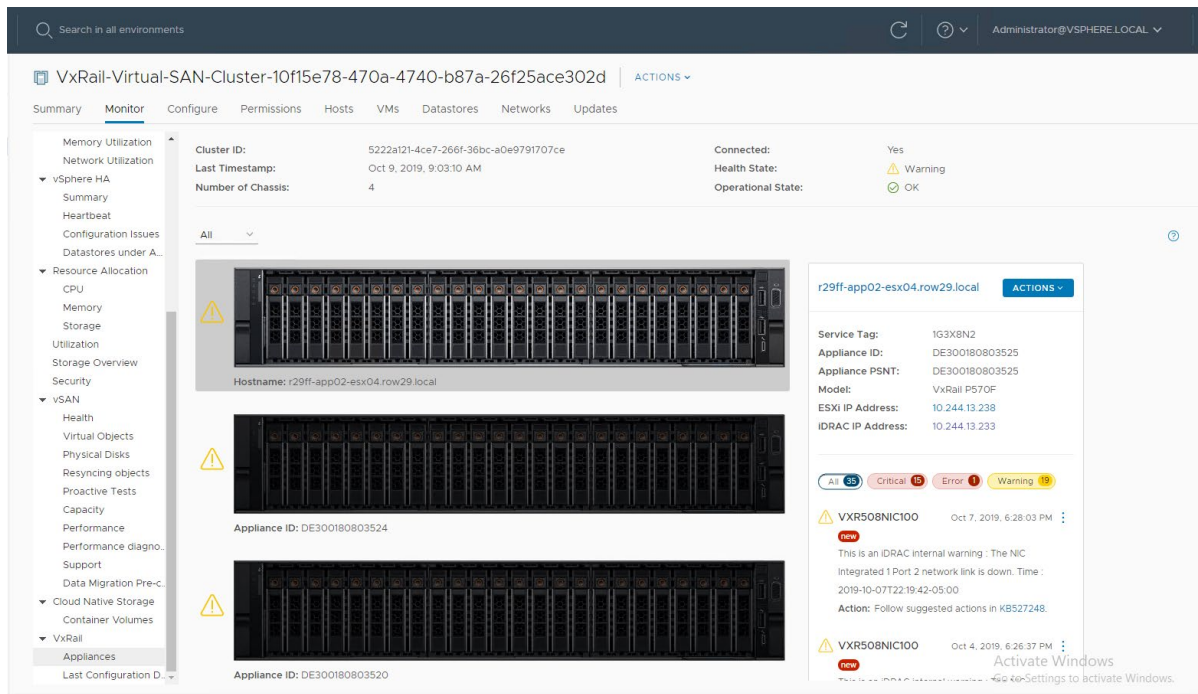 Search in all environments
Administrator@VSPHERE.LOCAL
VxRail-Virtual-SAN-Cluster-10f15e78-470a-4740-b87a-26f25ace302d
ACTIONS
Summary Monitor Configure Permissions Hosts VMs Datastores Networks Updates
Memory Utilization
Network Utilization
vSphere HA
Summary
Heartbeat
Configuration Issues
Datastores under A...
Resource Allocation
CPU
Memory
Storage
Utilization
Storage Overview
Security
vSAN
Health
Virtual Objects
Physical Disks
Resyncing objects
Proactive Tests
Capacity
Performance
Performance diagno...
Support
Data Migration Pre-c...
Cloud Native Storage
Container Volumes
VxRail
Appliances
Last Configuration D...
Cluster ID: 5222a121-4ce7-266f-36bc-a0e9791707ce
Last Timestamp: Oct 9, 2019, 9:03:10 AM
Number of Chassis: 4
Connected: Yes
Health State: Warning
Operational State: OK
All
Hostname: r29ff-app02-esx04.row29.local
Appliance ID: DE300180803524
Appliance ID: DE300180803520
r29ff-app02-esx04.row29.local
ACTIONS
Service Tag: 1G3X8N2
Appliance ID: DE300180803525
Appliance PSNT: DE300180803525
Model: VxRail P570F
ESXi IP Address: 10.244.13.238
iDRAC IP Address: 10.244.13.233
All 35 Critical 15 Error 1 Warning 19
VXR508NIC100 Oct 7, 2019, 6:28:03 PM
new
This is an iDRAC internal warning : The NIC
Integrated 1 Port 2 network link is down. Time :
2019-10-07T22:19:42-05:00
Action: Follow suggested actions in KB527248.
VXR508NIC100 Oct 4, 2019, 6:26:37 PM
new
Activate Windows
Go to Settings to activate Windows.